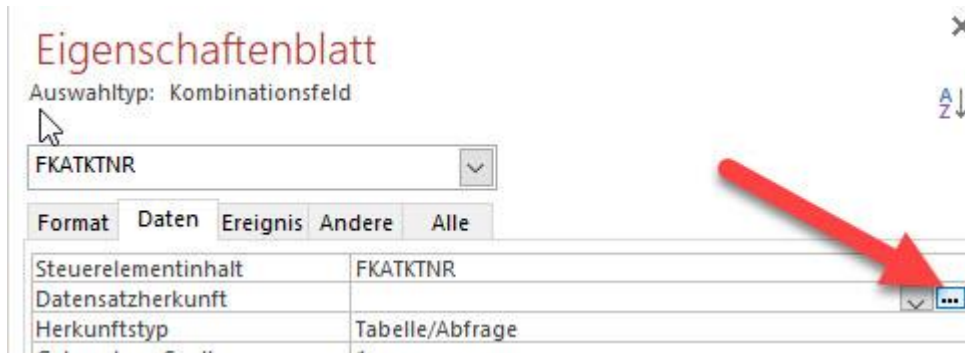 Eigenschaftenblatt
Auswahltyp: Kombinationsfeld
FKATKTNR
Format Daten Ereignis Andere Alle
Steuerelementinhalt FKATKTNR
Datensatzherkunft ...
Herkunftstyp Tabelle/Abfrage